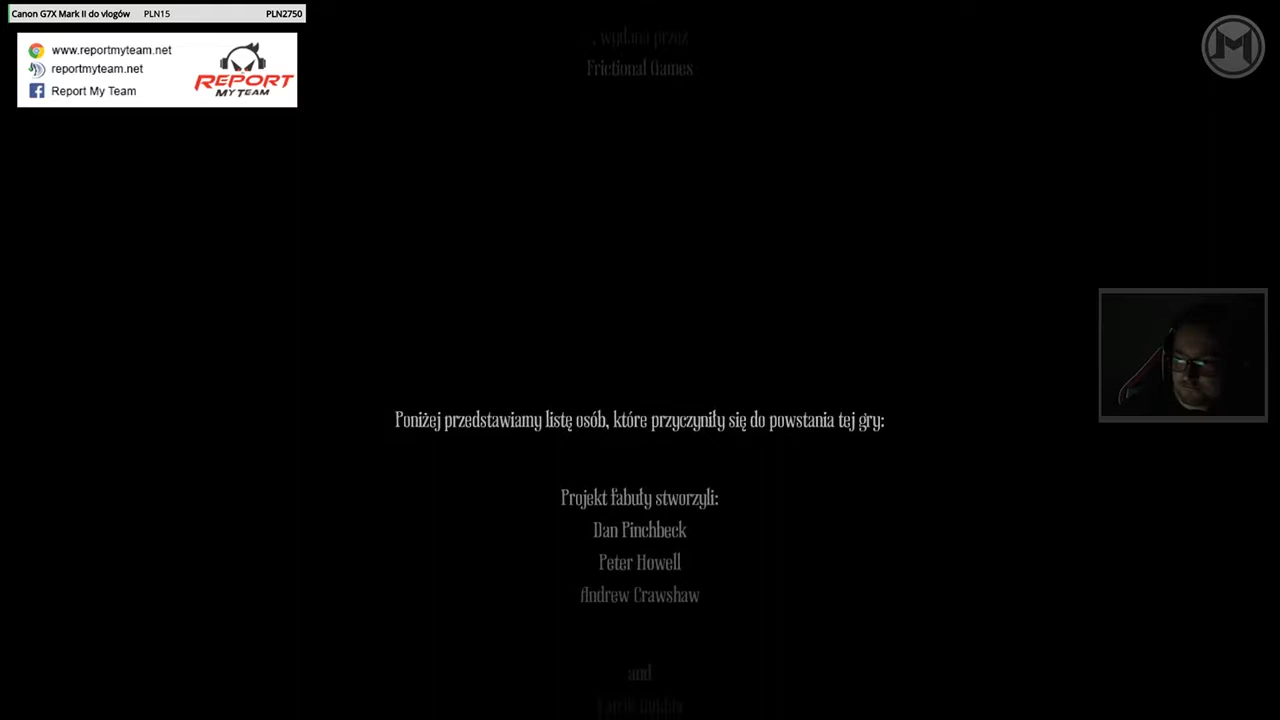 Canon G7X Mark II do vlogów PLN15 PLN2750
www.reportmyteam.net
reportmyteam.net
Report My Team
REPORT
MY TEAM
, wydana przez
Frictional Games
Poniżej przedstawiamy listę osób, które przyczyniły się do powstania tej gry:
Projekt fabuły stworzyli:
Dan Pinchbeck
Peter Howell
Andrew Crawshaw
and